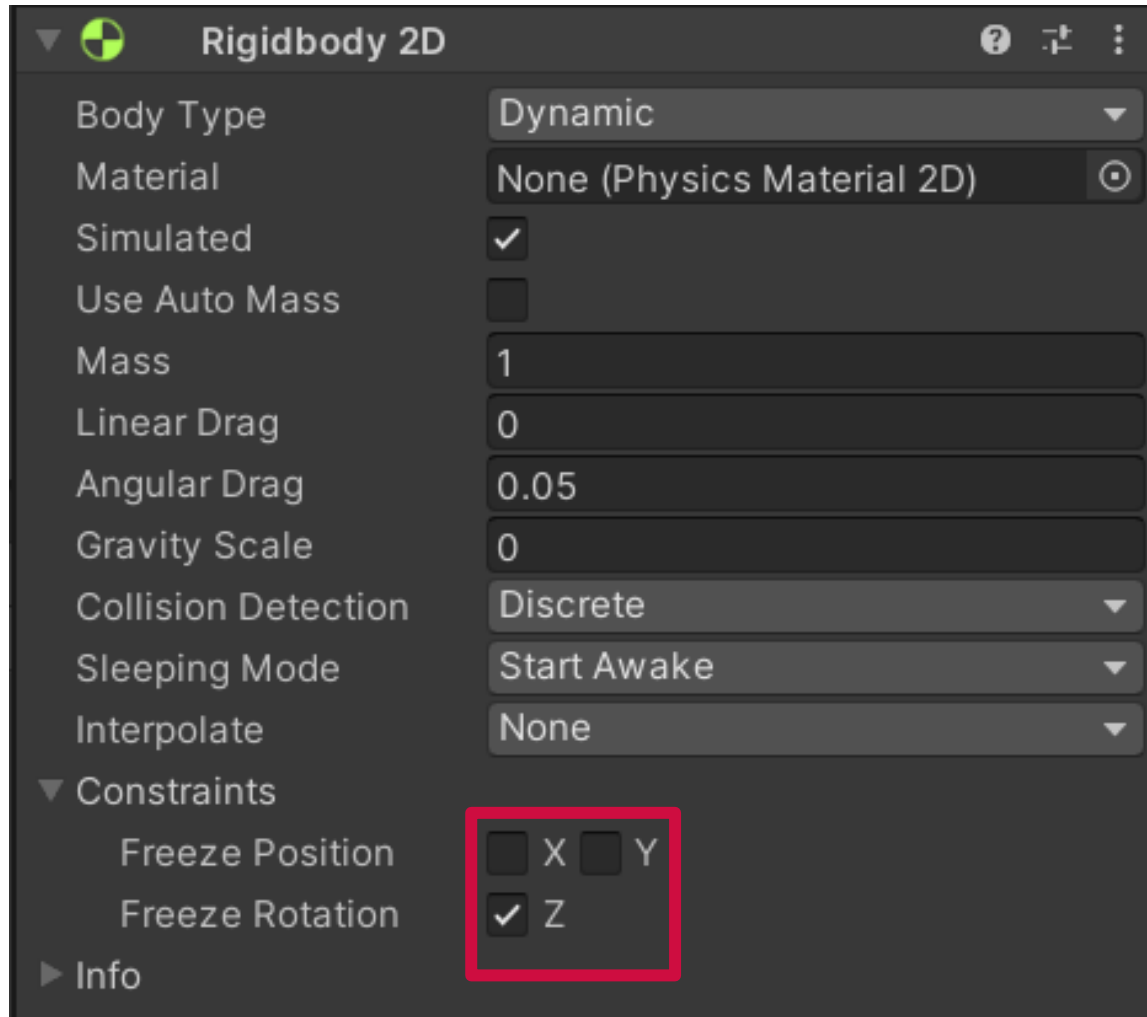 Rigidbody 2D
Body Type Dynamic
Material None (Physics Material 2D)
Simulated
Use Auto Mass
Mass 1
Linear Drag 0
Angular Drag 0.05
Gravity Scale 0
Collision Detection Discrete
Sleeping Mode Start Awake
Interpolate None
Constraints
Freeze Position X Y
Freeze Rotation Z
Info